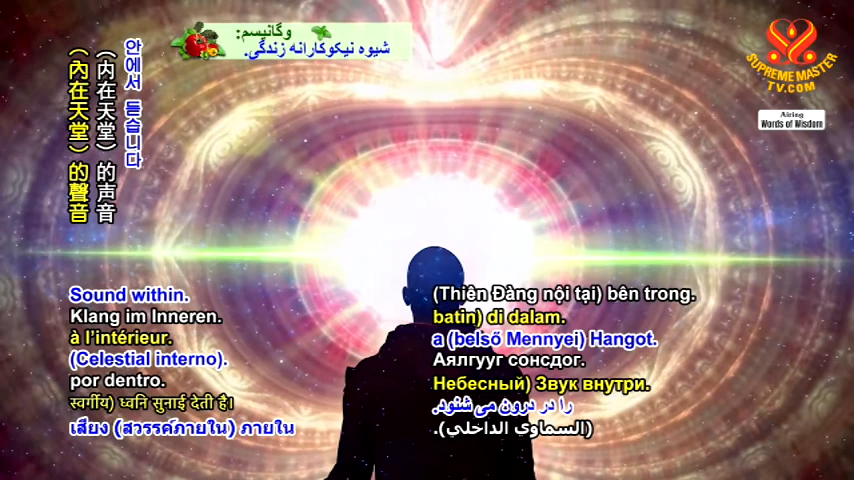 وگانیسم:
شیوه نیکوکارانه زندگی.
SUPREME MASTER
TV.COM
Airing
Words of Wisdom
안에서 듣습니다
（内在天堂）的声音
（內在天堂）的聲音
Sound within.
Klang im Inneren.
à l'intérieur.
(Celestial interno).
por dentro.
स्वर्गीय) ध्वनि सुनाई देती है।
เสียง (สวรรค์ภายใน) ภายใน
(Thiên Đàng nội tại) bên trong.
batin) di dalam.
a (belső Mennyei) Hangot.
Аялгууг сонсдог.
Небесный) Звук внутри.
را در درون می شنود.
(السماوي الداخلي).